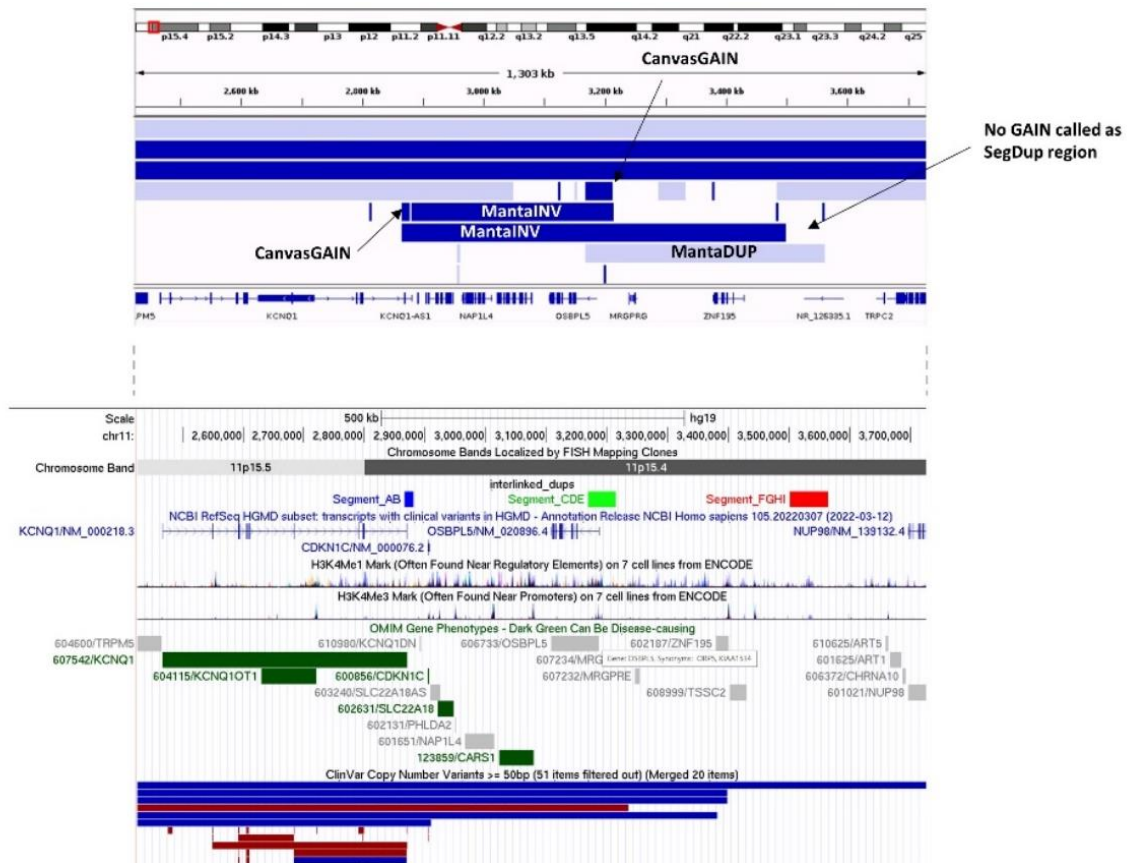 p15.4 p15.2 p14.3 p13 p12 p11.2 p11.11 q12.2 q13.2 q13.5 q14.2 q21 q22.2 q23.1 q23.3 q24.2 q25
CanvasGAIN
1,303 kb
2,600 kb 2,800 kb 3,000 kb 3,200 kb 3,400 kb 3,600 kb
No GAIN called as
SegDup region
MantaINV
MantaINV
CanvasGAIN
MantaDUP
PM5 KCNQ1 KCNQ1-AS1 NAP1L4 OSBPL5 MRGPRG ZNF195 NR_126335.1 TRPC2
Scale 500 kb hg19
chr11: 2,600,000 2,700,000 2,800,000 2,900,000 3,000,000 3,100,000 3,200,000 3,300,000 3,400,000 3,500,000 3,600,000 3,700,000
Chromosome Bands Localized by FISH Mapping Clones
Chromosome Band 11p15.5 11p15.4
interlinked_dups
Segment_AB Segment_CDE Segment_FGHI
NCBI RefSeq HGMD subset: transcripts with clinical variants in HGMD - Annotation Release NCBI Homo sapiens 105.20220307 (2022-03-12)
KCNQ1/NM_000218.3 OSBPL5/NM_020896.4 NUP98/NM_139132.4
CDKN1C/NM_000076.2
H3K4Me1 Mark (Often Found Near Regulatory Elements) on 7 cell lines from ENCODE
H3K4Me3 Mark (Often Found Near Promoters) on 7 cell lines from ENCODE
OMIM Gene Phenotypes - Dark Green Can Be Disease-causing
604600/TRPM5 610980/KCNQ1DN 606733/OSBPL5 602187/ZNF195 610625/ART5
607542/KCNQ1 607234/MRG Gene: OSBPL5, Synonyms: 601625/ART1
604115/KCNQ1OT1 600856/CDKN1C 607232/MRGPRE 606372/CHRNA10
603240/SLC22A18AS 608999/TSSC2 601021/NUP98
602631/SLC22A18
602131/PHLDA2
601651/NAP1L4
123859/CARS1
ClinVar Copy Number Variants >= 50bp (51 items filtered out) (Merged 20 items)